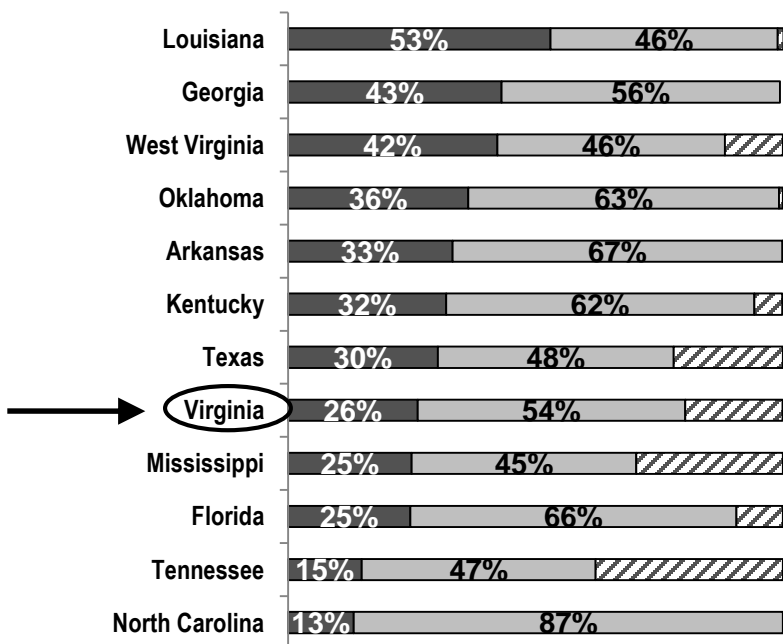 Louisiana 53% 46%
Georgia 43% 56%
West Virginia 42% 46%
Oklahoma 36% 63%
Arkansas 33% 67%
Kentucky 32% 62%
Texas 30% 48%
Virginia 26% 54%
Mississippi 25% 45%
Florida 25% 66%
Tennessee 15% 47%
North Carolina 13% 87%